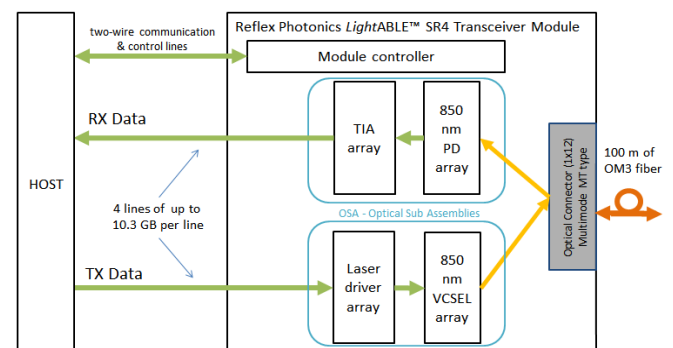 Reflex Photonics LightABLE™ SR4 Transceiver Module
two-wire communication
& control lines
Module controller
RX Data
TIA
array
850
nm
PD
array
HOST
4 lines of up to
10.3 GB per line
OSA - Optical Sub Assemblies
Optical Connector (1x12)
Multimode MT type
100 m of
OM3 fiber
TX Data
Laser
driver
array
850
nm
VCSEL
array